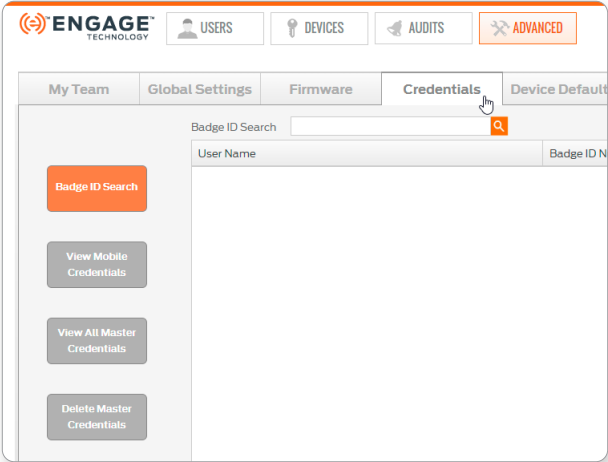 ENGAGE™
TECHNOLOGY
USERS
DEVICES
AUDITS
ADVANCED
My Team
Global Settings
Firmware
Credentials
Device Default
Badge ID Search
User Name
Badge ID N
Badge ID Search
View Mobile
Credentials
View All Master
Credentials
Delete Master
Credentials